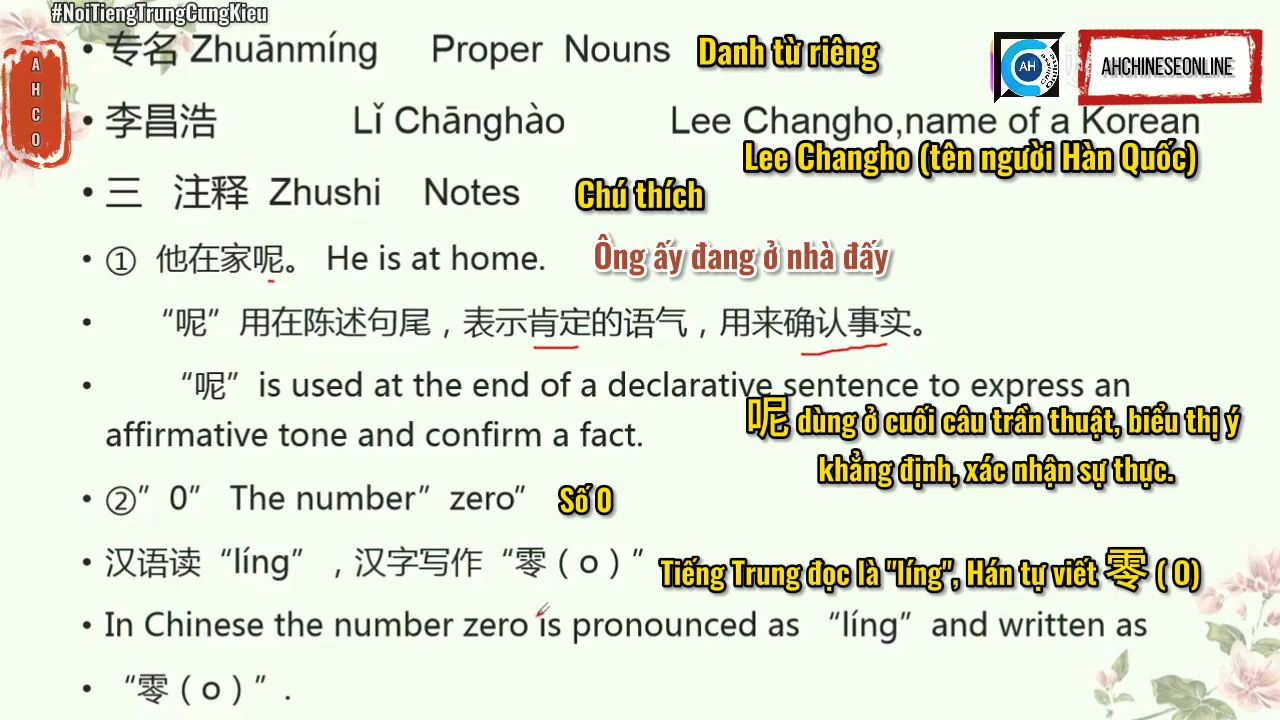 #NoiTiengTrungCungKieu
AHCO
• 专名 Zhuānmíng Proper Nouns Danh từ riêng
AH
AHCHINESEONLINE
• 李昌浩 Lǐ Chānghào Lee Changho,name of a Korean
Lee Changho (tên người Hàn Quốc)
• 三 注释 Zhushi Notes Chú thích
• ① 他在家呢。 He is at home. Ông ấy đang ở nhà đấy
• “呢”用在陈述句尾，表示肯定的语气，用来确认事实。
• “呢”is used at the end of a declarative sentence to express an
affirmative tone and confirm a fact.
呢 dùng ở cuối câu trần thuật, biểu thị ý
khẳng định, xác nhận sự thực.
• ②”0” The number”zero” Số 0
• 汉语读“líng”，汉字写作“零（o）”
Tiếng Trung đọc là "líng", Hán tự viết 零 ( 0)
• In Chinese the number zero is pronounced as “líng”and written as
• “零（o）”.